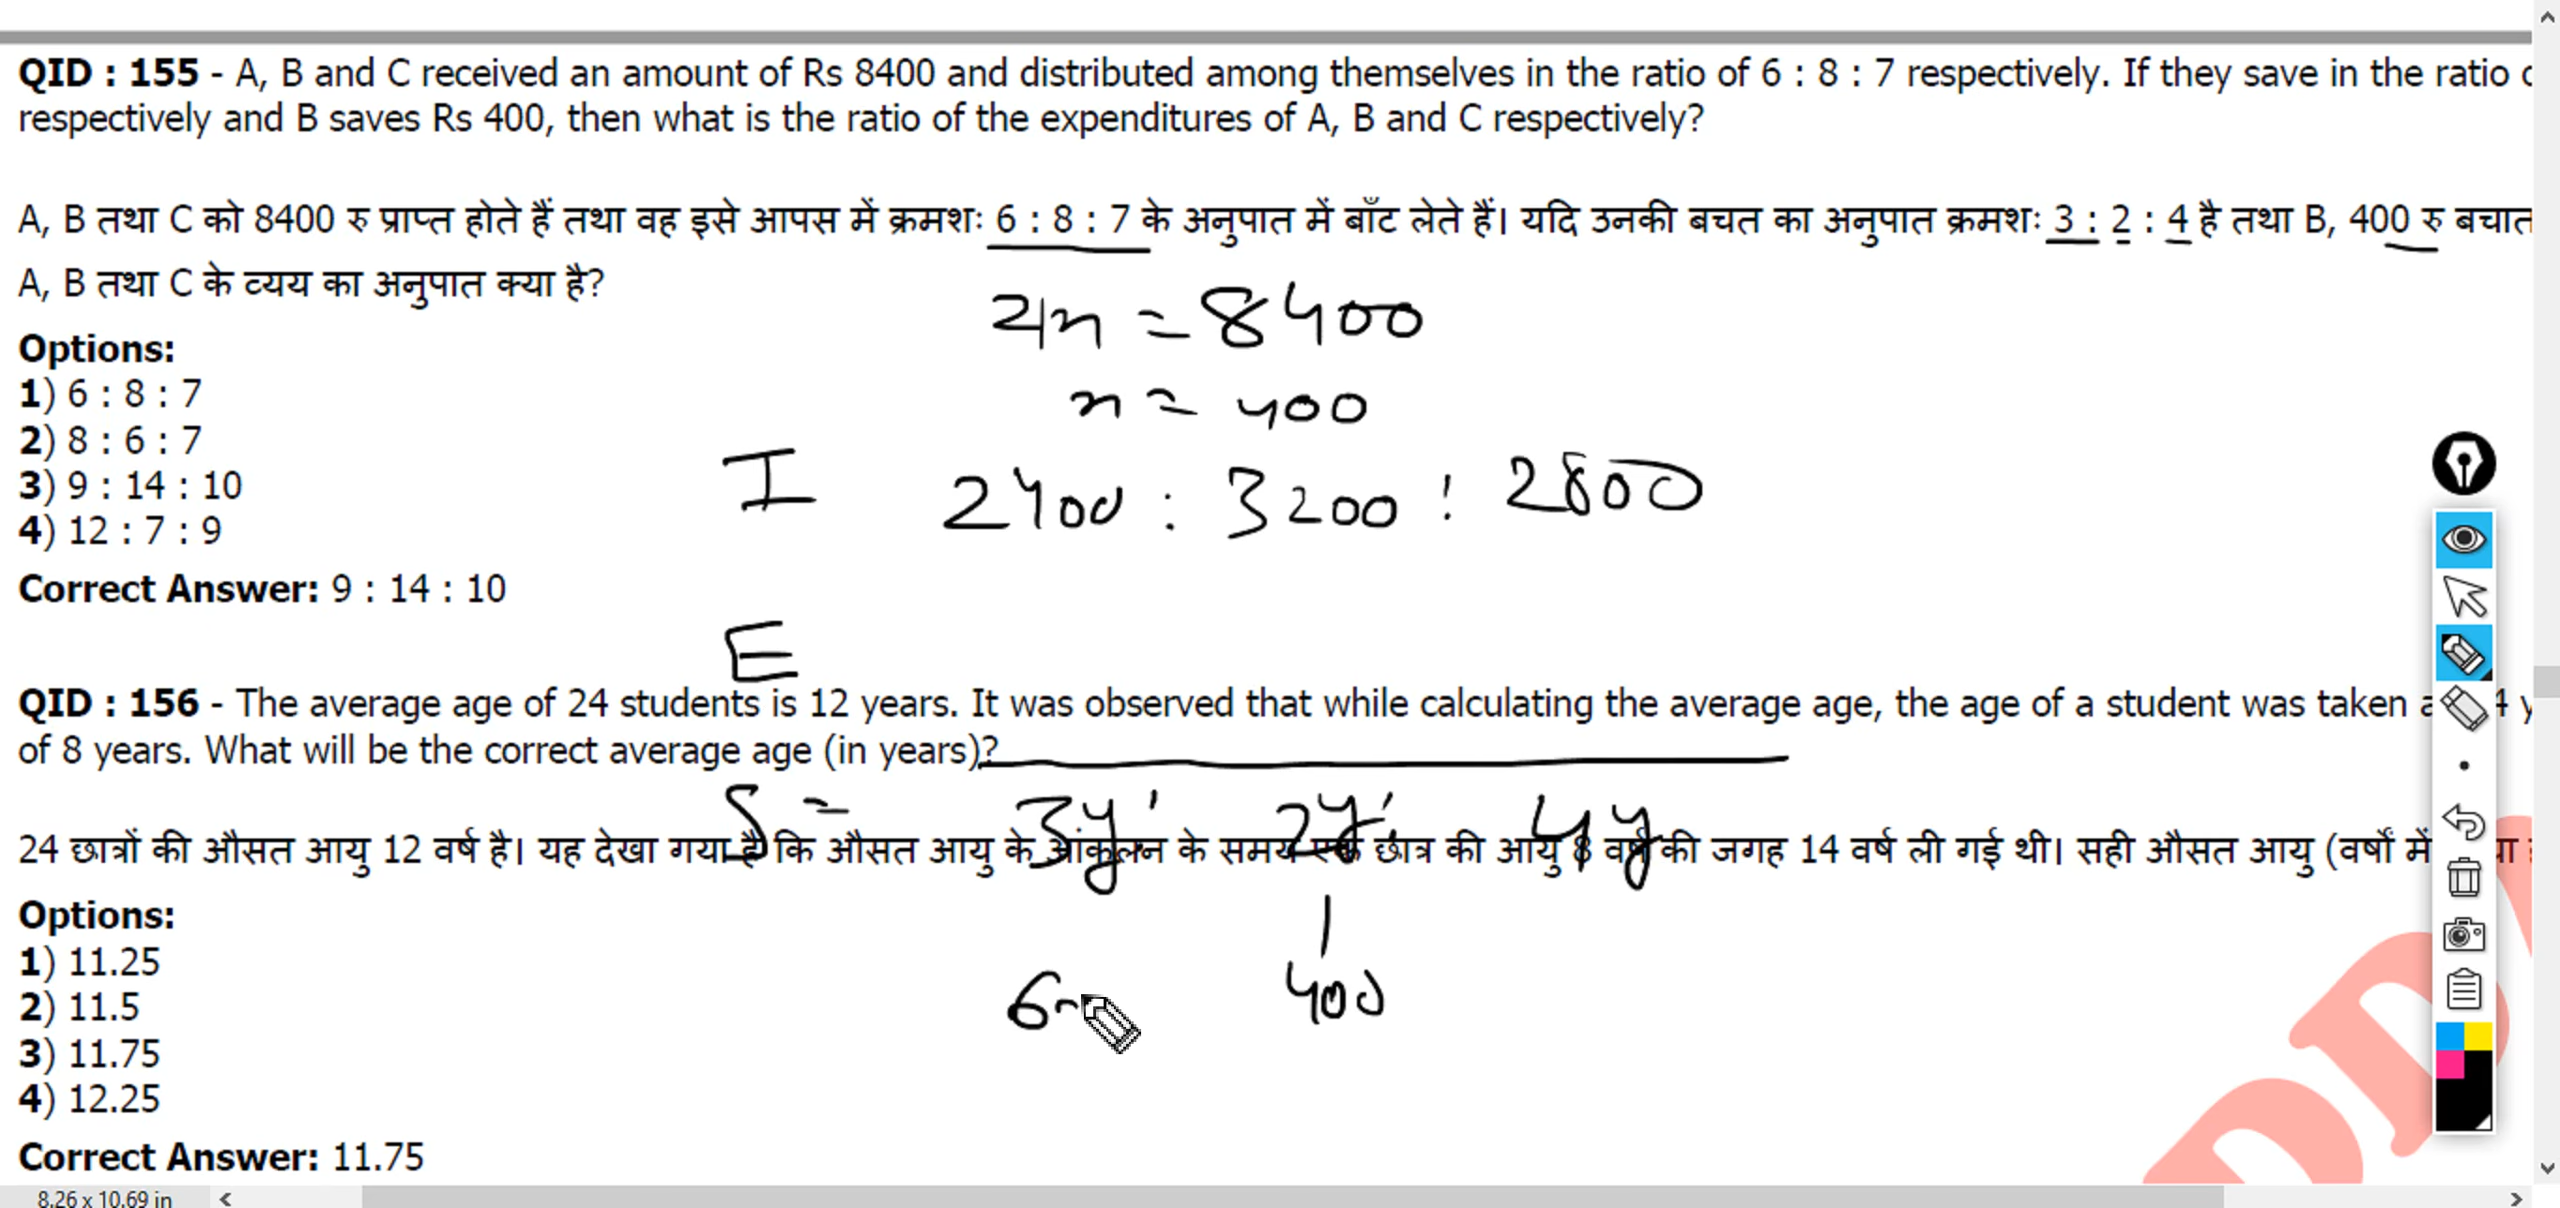 QID : 155 - A, B and C received an amount of Rs 8400 and distributed among themselves in the ratio of 6 : 8 : 7 respectively. If they save in the ratio
respectively and B saves Rs 400, then what is the ratio of the expenditures of A, B and C respectively?
A, B तथा C को 8400 रु प्राप्त होते हैं तथा वह इसे आपस में क्रमशः 6 : 8 : 7 के अनुपात में बाँट लेते हैं। यदि उनकी बचत का अनुपात क्रमशः 3 : 2 : 4 है तथा B, 400 रु बचात
A, B तथा C के व्यय का अनुपात क्या है?
21x = 8400
Options:
1) 6 : 8 : 7
x = 400
2) 8 : 6 : 7
I 2400 : 3200 : 2800
3) 9 : 14 : 10
4) 12 : 7 : 9
Correct Answer: 9 : 14 : 10
E
QID : 156 - The average age of 24 students is 12 years. It was observed that while calculating the average age, the age of a student was taken
of 8 years. What will be the correct average age (in years)?
S = 3y 2y 4y
24 छात्रों की औसत आयु 12 वर्ष है। यह देखा गया है कि औसत आयु के आंकलन के समय एक छात्र की आयु 8 वर्ष की जगह 14 वर्ष ली गई थी। सही औसत आयु (वर्षों में
Options:
1) 11.25
400
2) 11.5
3) 11.75
4) 12.25
Correct Answer: 11.75
8.26 x 10.69 in